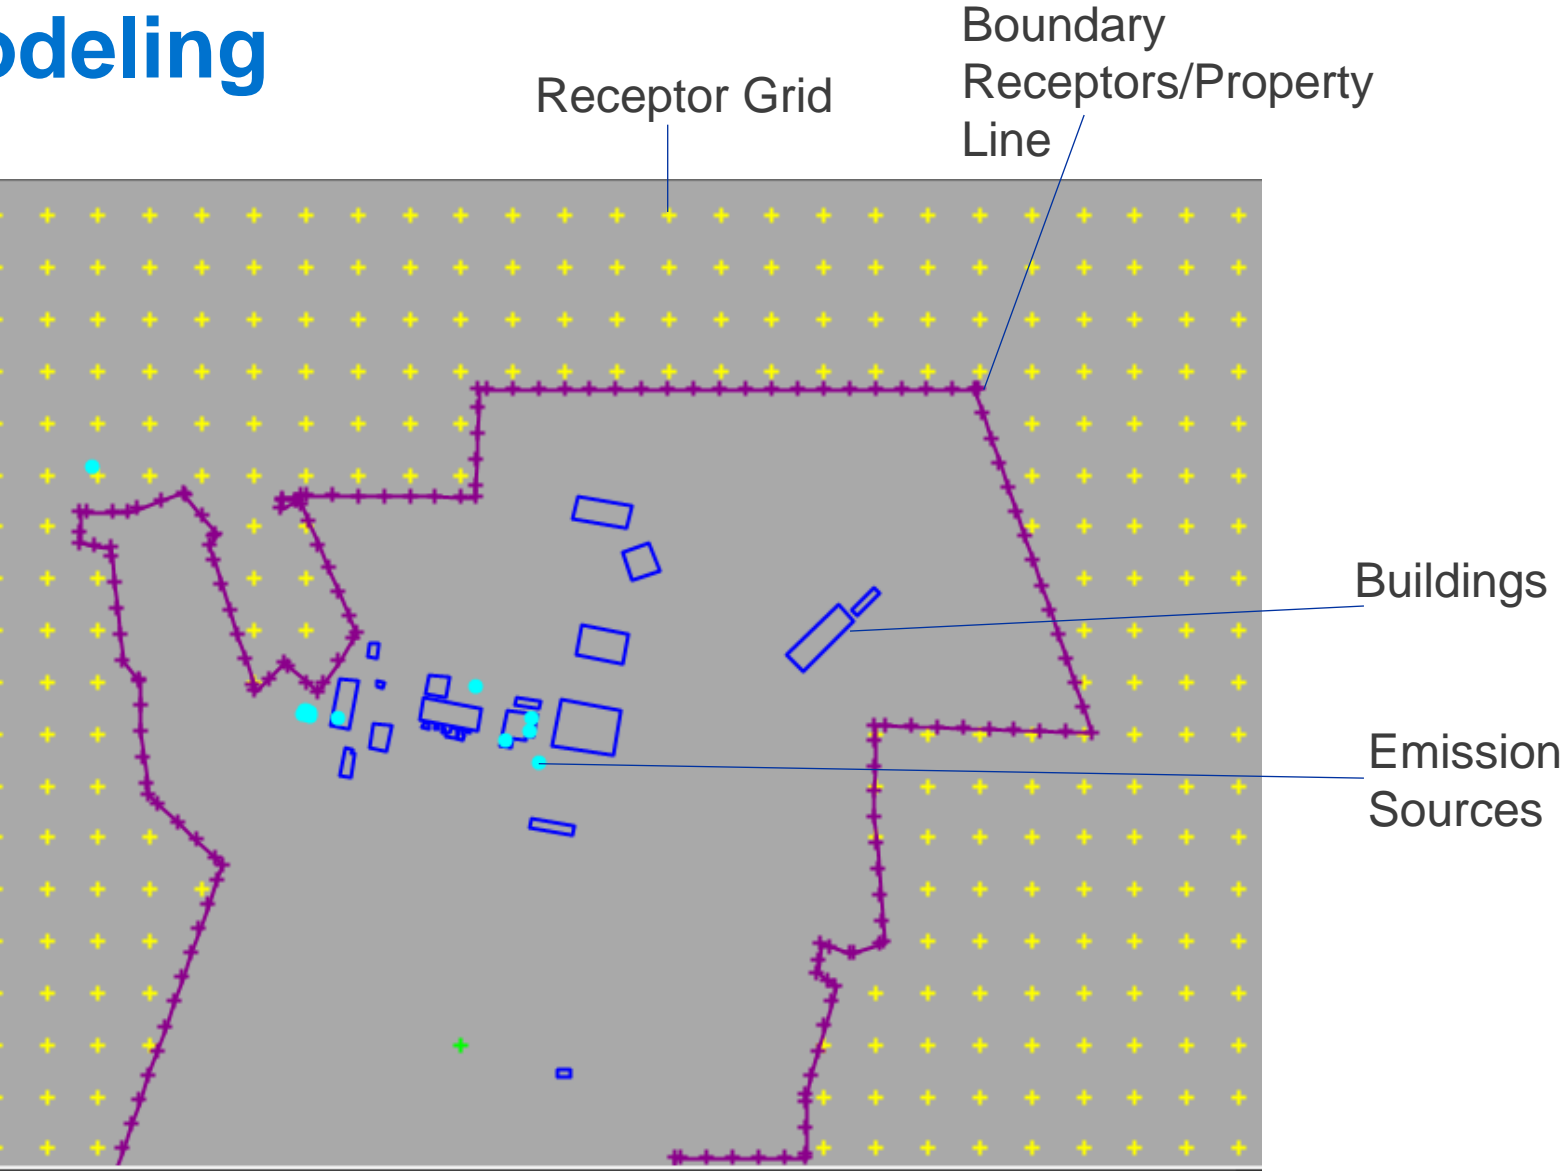 odeling
Boundary
Receptor Grid
Receptors/Property
Line
Buildings
Emission
Sources